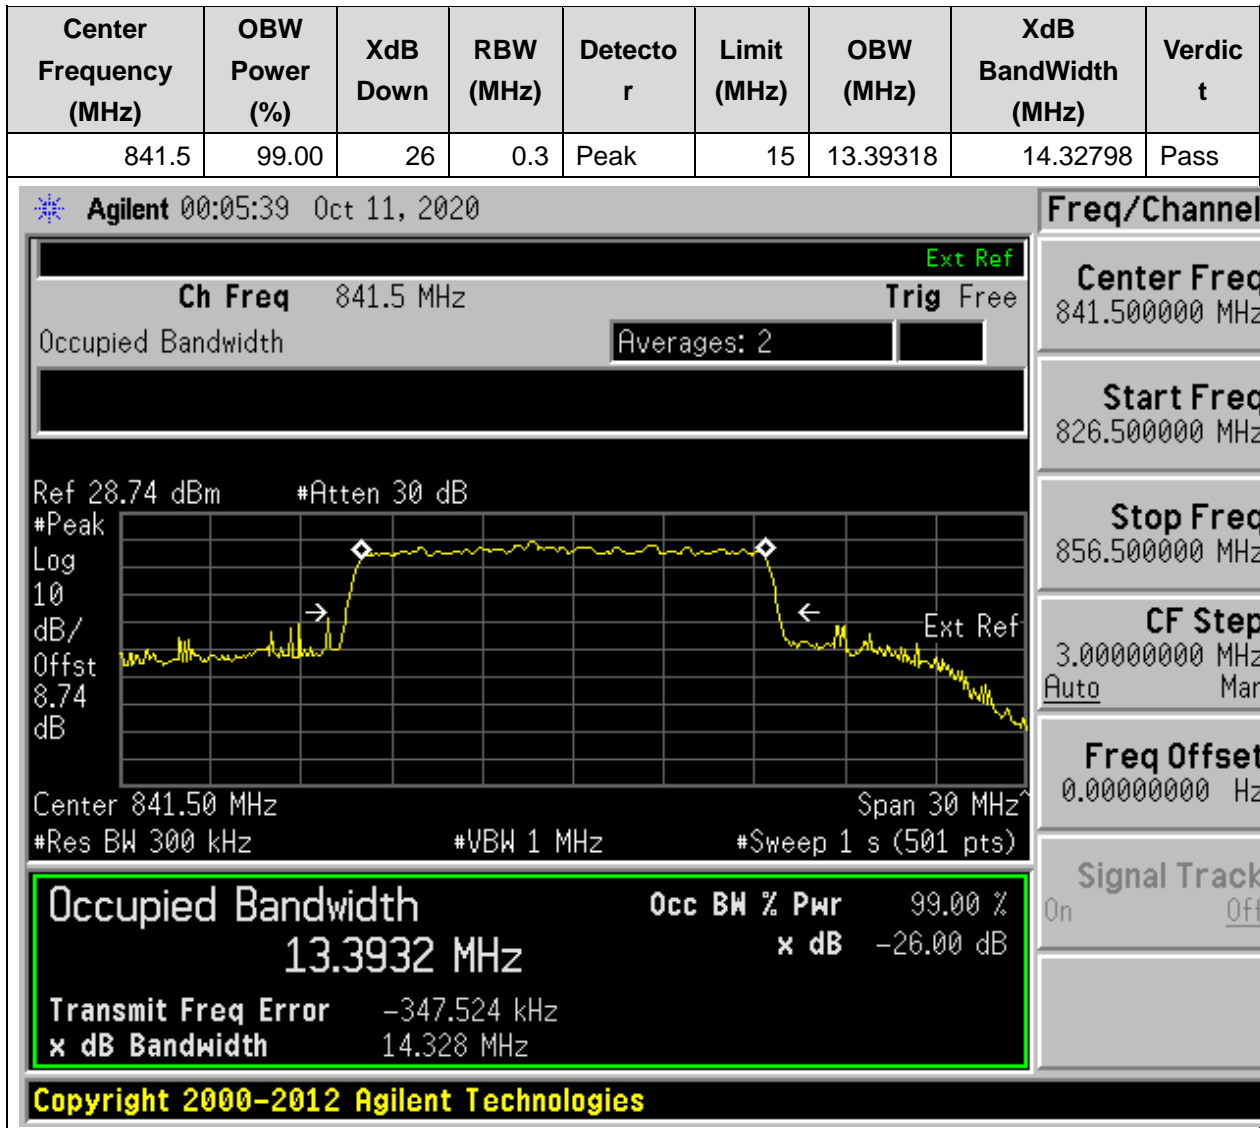 Center Frequency (MHz) OBW Power (%) XdB Down RBW (MHz) Detecto r Limit (MHz) OBW (MHz) XdB BandWidth (MHz) Verdic t
841.5 99.00 26 0.3 Peak 15 13.39318 14.32798 Pass
Agilent 00:05:39 Oct 11, 2020
Freq/Channel
Ext Ref
Ch Freq 841.5 MHz Trig Free
Occupied Bandwidth Averages: 2
Center Freq
841.500000 MHz
Start Freq
826.500000 MHz
Stop Freq
856.500000 MHz
CF Step
3.00000000 MHz
Auto Man
Freq Offset
0.00000000 Hz
Signal Track
On Off
Ref 28.74 dBm #Atten 30 dB
#Peak
Log
10
dB/
Offst
8.74
dB
Ext Ref
Center 841.50 MHz Span 30 MHz^
#Res BW 300 kHz #VBW 1 MHz #Sweep 1 s (501 pts)
Occupied Bandwidth
13.3932 MHz
Occ BW % Pwr 99.00 %
x dB -26.00 dB
Transmit Freq Error -347.524 kHz
x dB Bandwidth 14.328 MHz
Copyright 2000-2012 Agilent Technologies